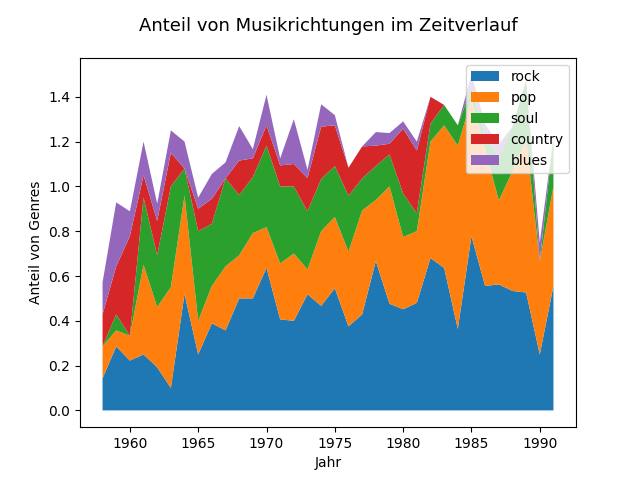 Anteil von Musikrichtungen im Zeitverlauf
rock
pop
soul
country
blues
1.4
1.2
1.0
0.8
0.6
0.4
0.2
0.0
Anteil von Genres
1960
1965
1970
1975
1980
1985
1990
Jahr